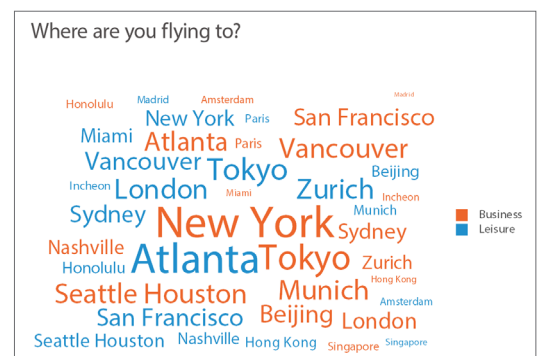 Where are you flying to?
Madrid
Honolulu Madrid Amsterdam
New York Paris San Francisco
Miami Atlanta Paris Vancouver
Vancouver Tokyo Beijing
Incheon London Miami Zurich Incheon
Sydney New York Munich Business
Sydney Leisure
Nashville Atlanta Tokyo Zurich
Honolulu Hong Kong
Seattle Houston Munich Amsterdam
San Francisco Beijing London
Seattle Houston Nashville Hong Kong Singapore Singapore